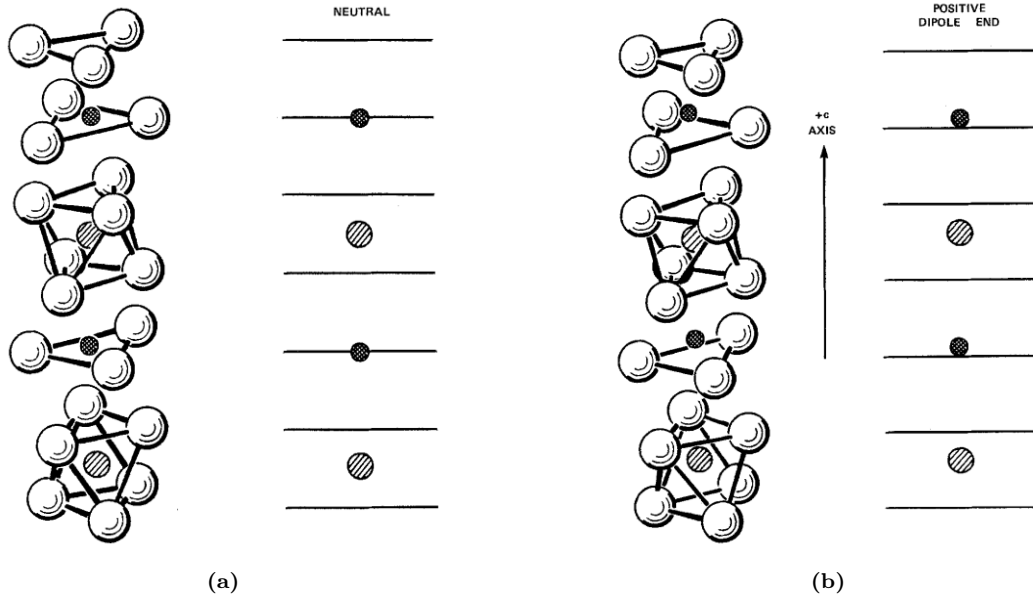 NEUTRAL
POSITIVE
DIPOLE END
+c
AXIS
(a)
(b)